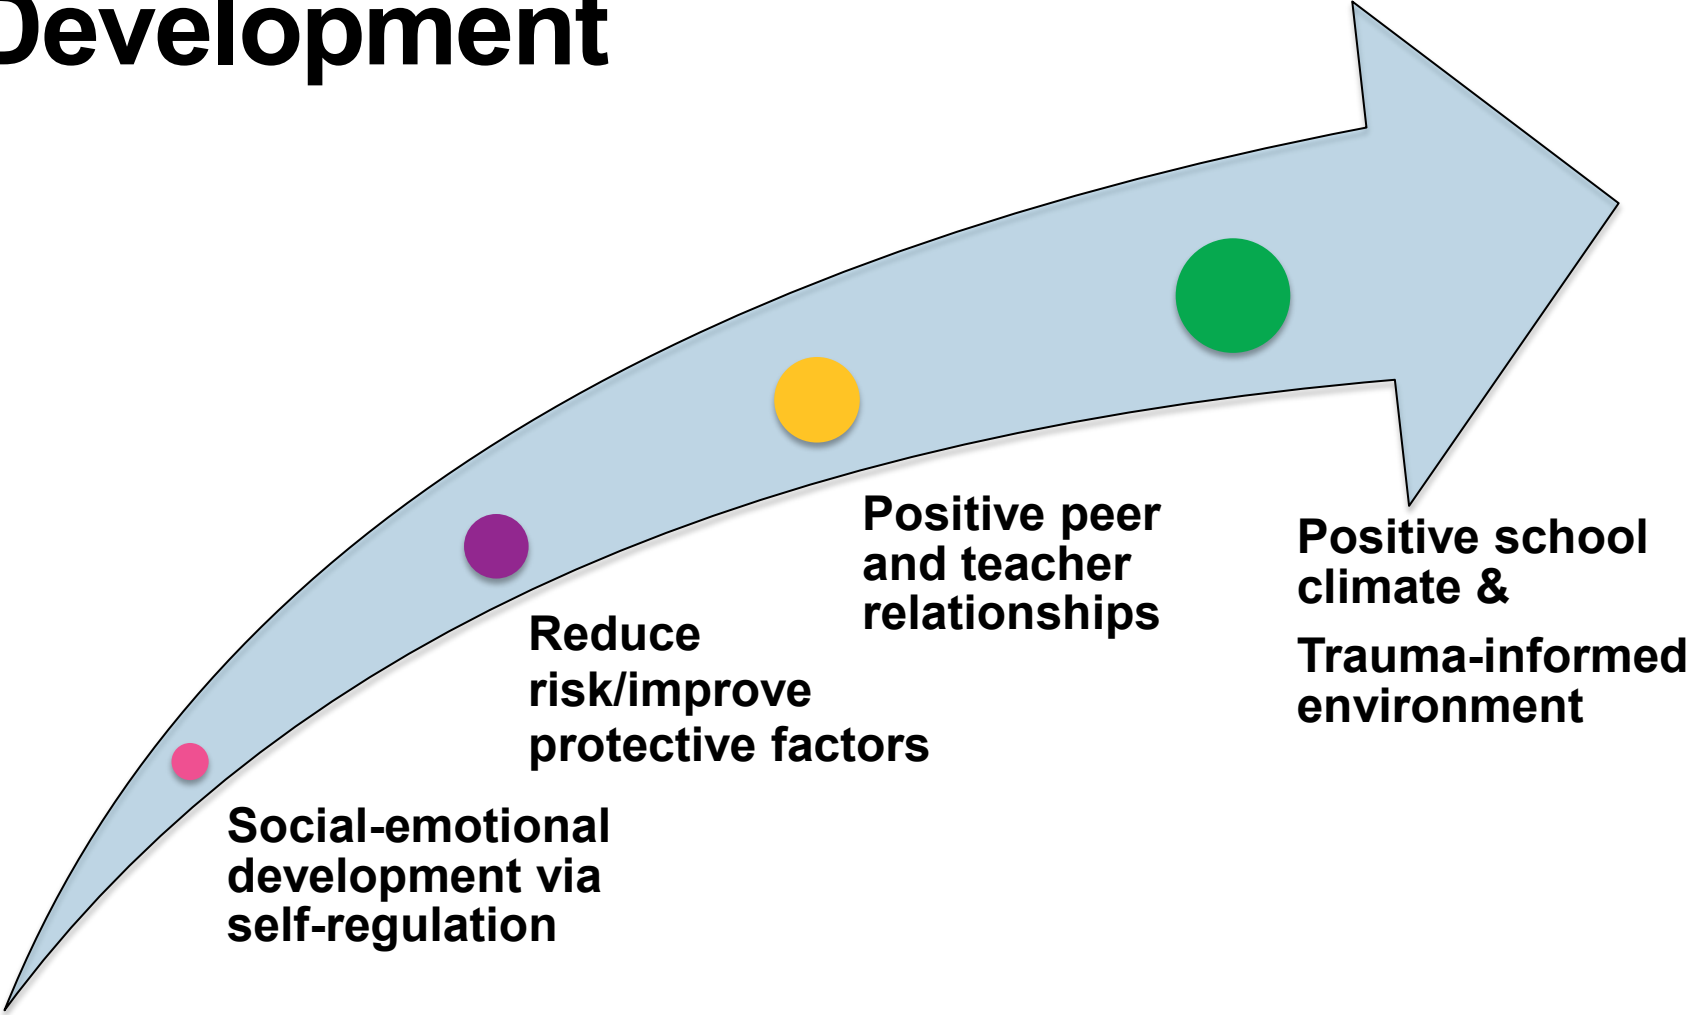 Development
Social-emotional
development via
self-regulation
Reduce
risk/improve
protective factors
Positive peer
and teacher
relationships
Positive school
climate &
Trauma-informed
environment